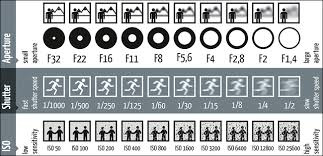 Aperture
small aperture
F32 F22 F16 F11 F8 F5,6 F4 F2,8 F2 F1,4
large aperture
Shutter
fast shutter speed
1/1000 1/500 1/250 1/125 1/60 1/30 1/15 1/8 1/4 1/2
slow shutter speed
ISO
low sensitivity
ISO 50 ISO 100 ISO 200 ISO 400 ISO 800 ISO 1600 ISO 3200 ISO 6400 ISO 12800 ISO 25600
high sensitivity